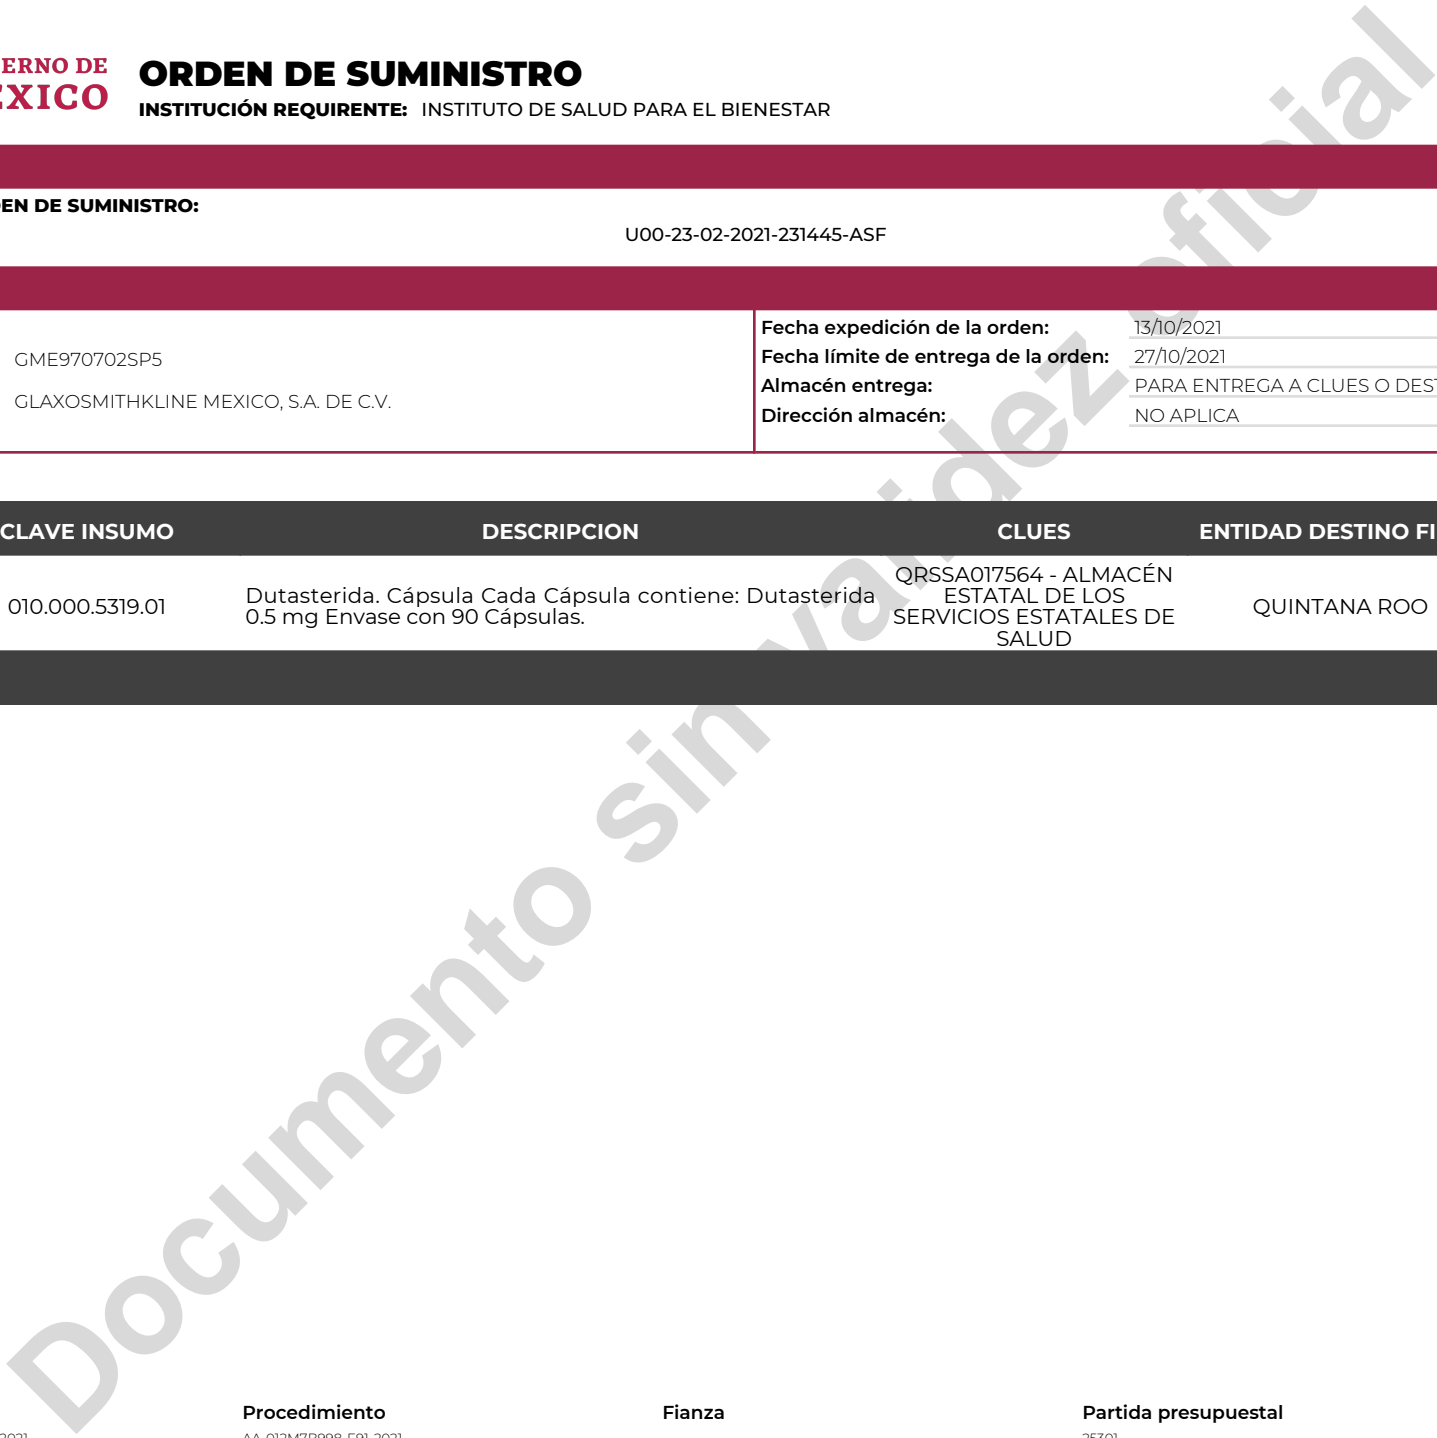 ERNO DE
EXICO
ORDEN DE SUMINISTRO
INSTITUCIÓN REQUIRENTE: INSTITUTO DE SALUD PARA EL BIENESTAR
EN DE SUMINISTRO:
U00-23-02-2021-231445-ASF
GME970702SP5
GLAXOSMITHKLINE MEXICO, S.A. DE C.V.
Fecha expedición de la orden: 13/10/2021
Fecha límite de entrega de la orden: 27/10/2021
Almacén entrega: PARA ENTREGA A CLUES O DEST
Dirección almacén: NO APLICA
CLAVE INSUMO DESCRIPCION CLUES ENTIDAD DESTINO FI
010.000.5319.01
Dutasterida. Cápsula Cada Cápsula contiene: Dutasterida
0.5 mg Envase con 90 Cápsulas.
QRSSA017564 - ALMACÉN
ESTATAL DE LOS
SERVICIOS ESTATALES DE
SALUD
QUINTANA ROO
Documento sin validez oficial
Procedimiento Fianza Partida presupuestal